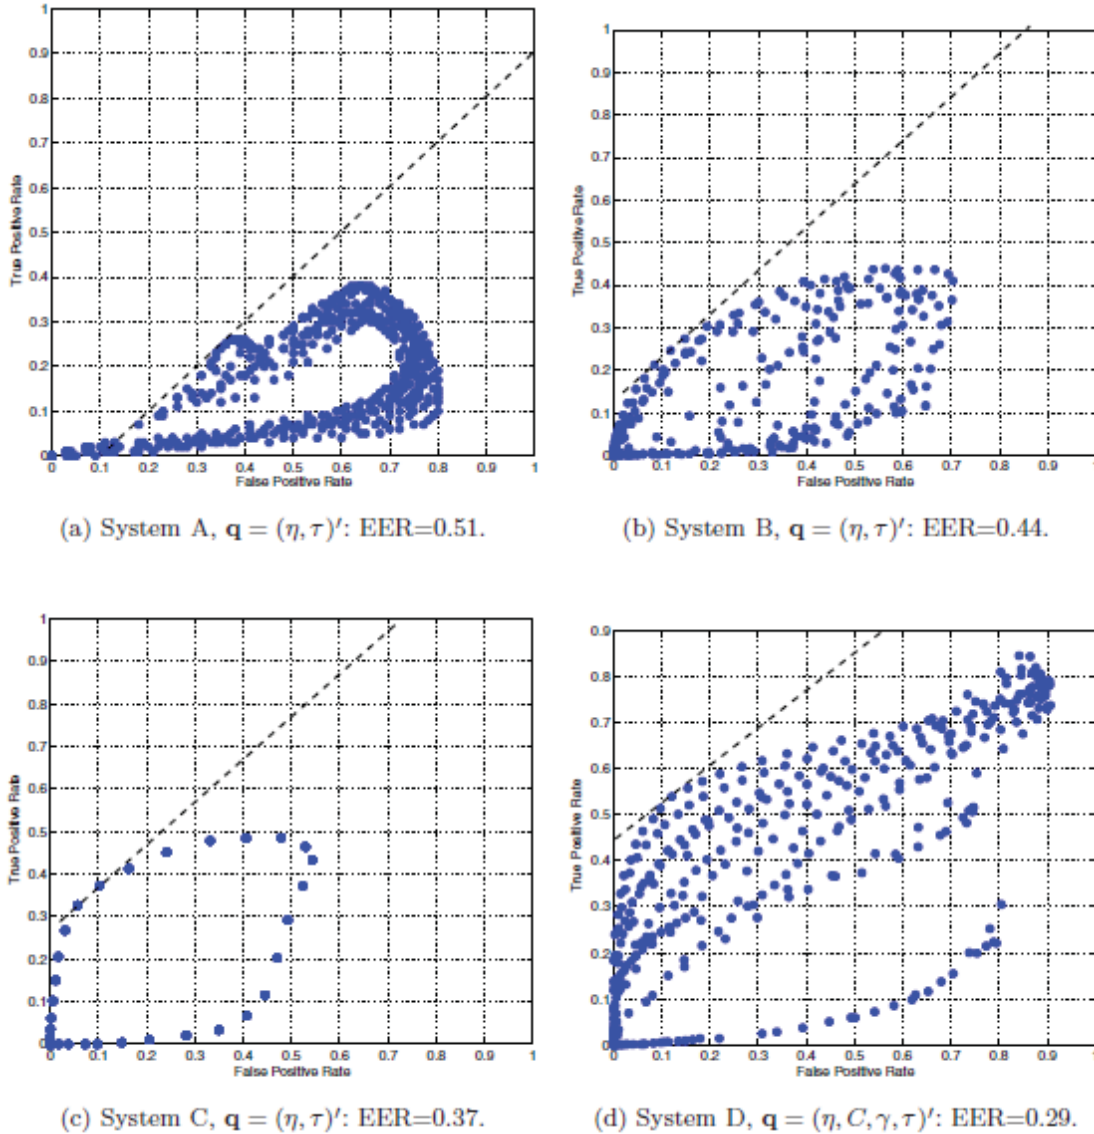 1
0.9
0.8
0.7
0.6
0.5
0.4
0.3
0.2
0.1
0
True Positive Rate
0 0.1 0.2 0.3 0.4 0.5 0.6 0.7 0.8 0.9 1
False Positive Rate
(a) System A, q = (η, τ)′: EER=0.51.
1
0.9
0.8
0.7
0.6
0.5
0.4
0.3
0.2
0.1
0
True Positive Rate
0 0.1 0.2 0.3 0.4 0.5 0.6 0.7 0.8 0.9 1
False Positive Rate
(b) System B, q = (η, τ)′: EER=0.44.
1
0.9
0.8
0.7
0.6
0.5
0.4
0.3
0.2
0.1
0
True Positive Rate
0 0.1 0.2 0.3 0.4 0.5 0.6 0.7 0.8 0.9 1
False Positive Rate
(c) System C, q = (η, τ)′: EER=0.37.
0.9
0.8
0.7
0.6
0.5
0.4
0.3
0.2
0.1
0
True Positive Rate
0 0.1 0.2 0.3 0.4 0.5 0.6 0.7 0.8 0.9 1
False Positive Rate
(d) System D, q = (η, C, γ, τ)′: EER=0.29.